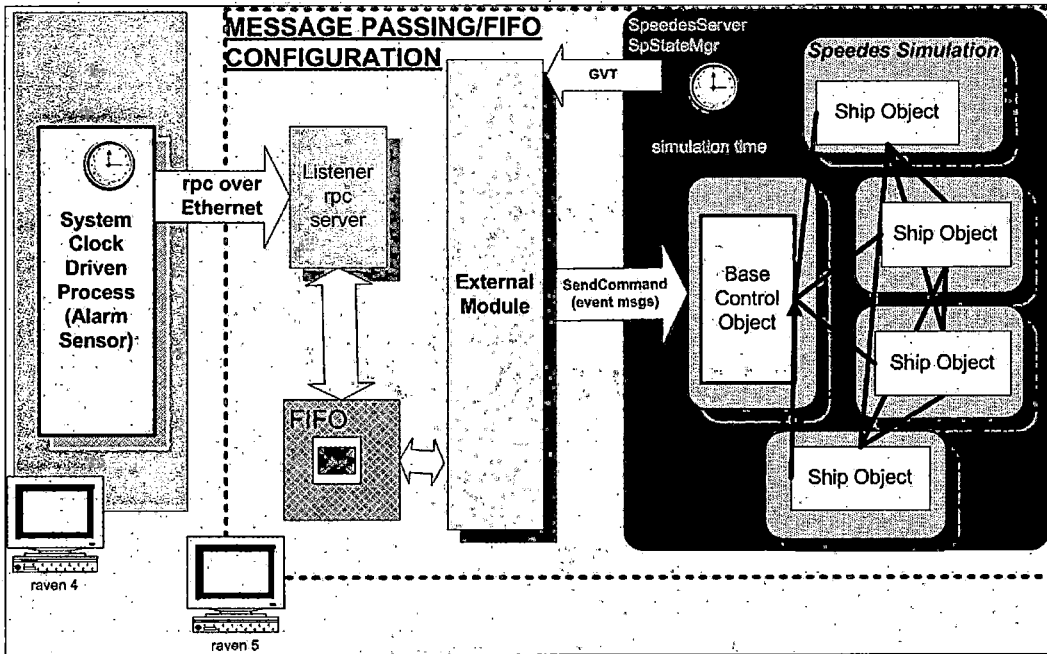 MESSAGE PASSING/FIFO
CONFIGURATION
SpeedesServer
SpStateMgr
Speedes Simulation
GVT
Ship Object
simulation time
rpc over
Ethernet
Listener
rpc
server
System
Clock
Driven
Process
(Alarm
Sensor)
External
Module
SendCommand
(event msgs)
Base
Control
Object
Ship Object
Ship Object
FIFO
Ship Object
raven 4
raven 5